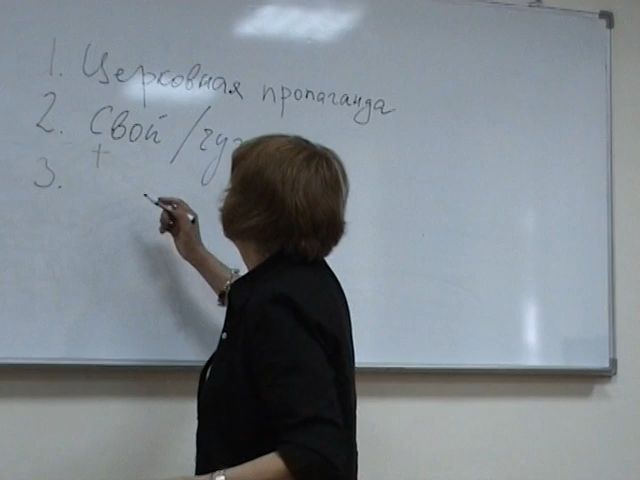 1. Церковная пропаганда
2. Свой /
+
3.